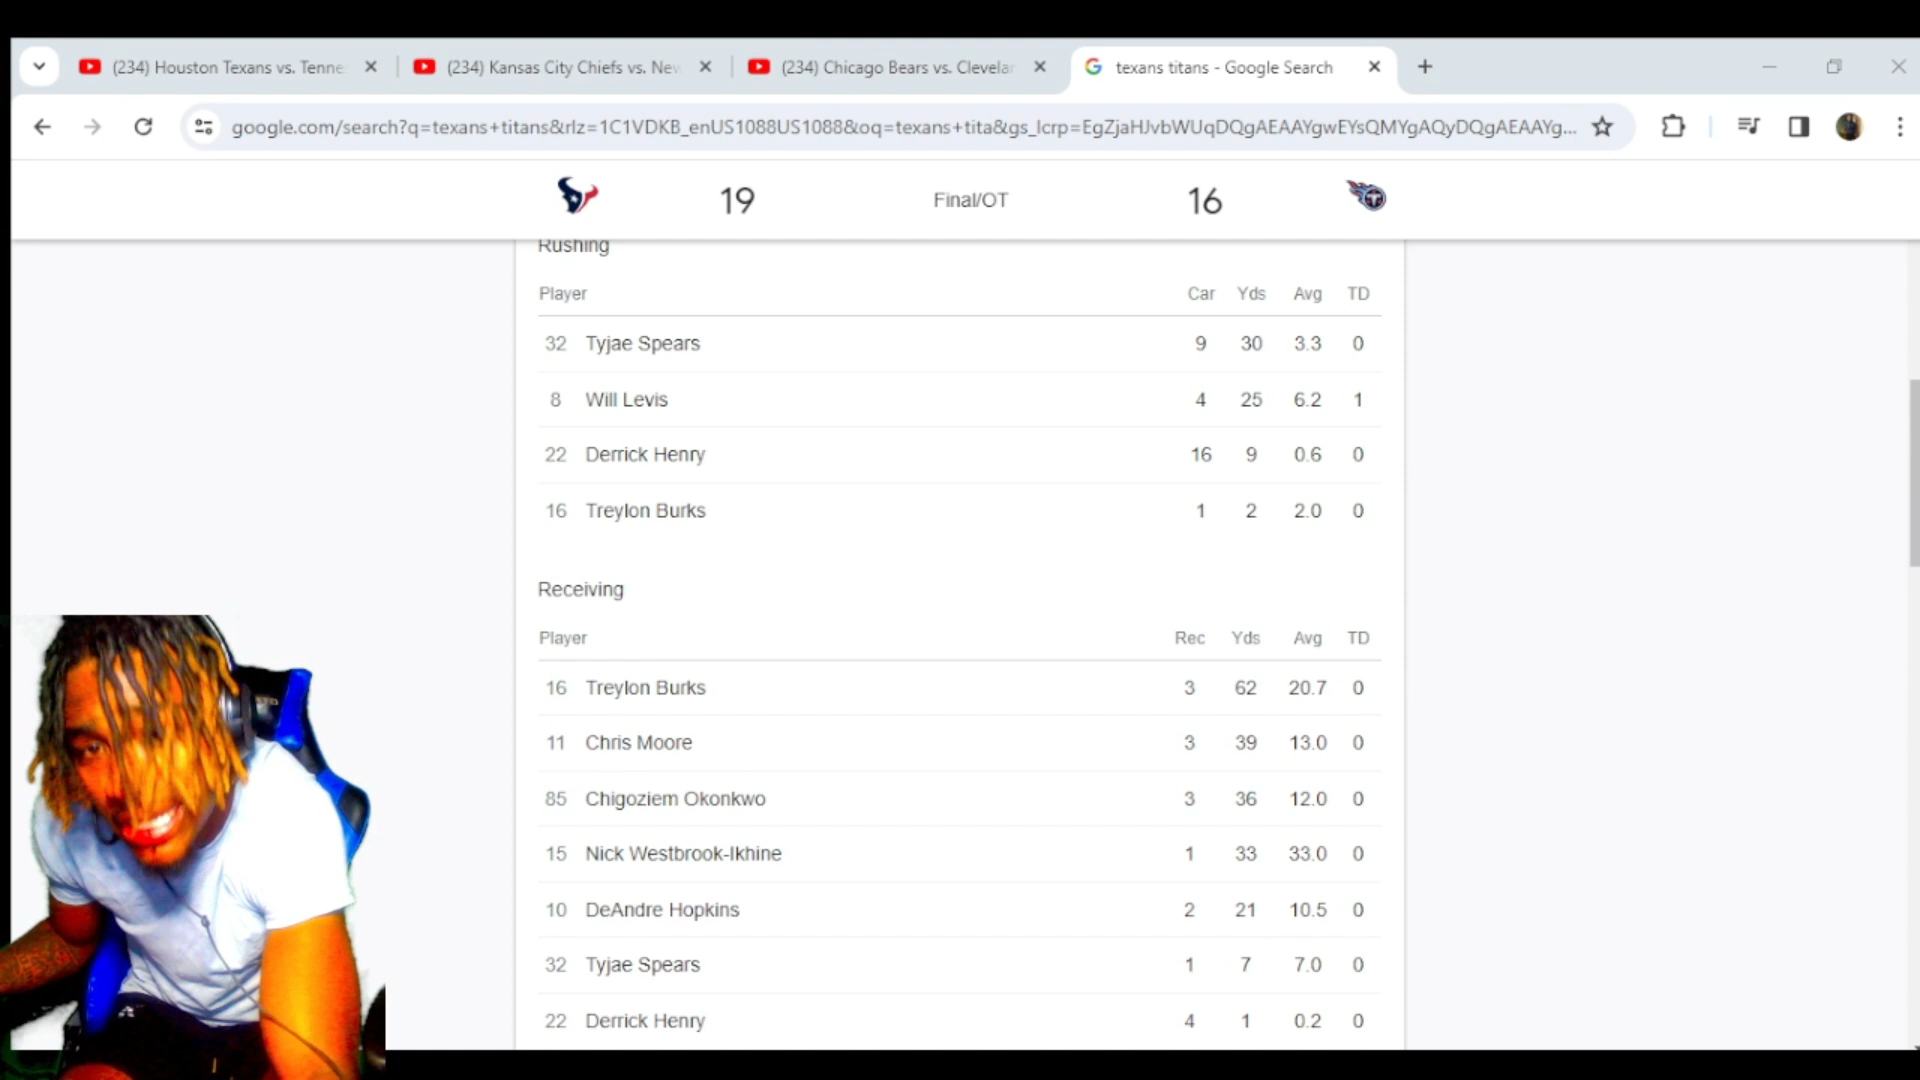 (234) Houston Texans vs. Tenne
(234) Kansas City Chiefs vs. Nev
(234) Chicago Bears vs. Clevelar
texans titans - Google Search
google.com/search?q=texans+titans&rlz=1C1VDKB_enUS1088US1088&oq=texans+tita&gs_lcrp=EgZjaHJvbWUqDQgAEAAYgwEYsQMYgAQyDQgAEAAYg...
19 Final/OT 16
Rushing
Player Car Yds Avg TD
32 Tyjae Spears 9 30 3.3 0
8 Will Levis 4 25 6.2 1
22 Derrick Henry 16 9 0.6 0
16 Treylon Burks 1 2 2.0 0
Receiving
Player Rec Yds Avg TD
16 Treylon Burks 3 62 20.7 0
11 Chris Moore 3 39 13.0 0
85 Chigoziem Okonkwo 3 36 12.0 0
15 Nick Westbrook-Ikhine 1 33 33.0 0
10 DeAndre Hopkins 2 21 10.5 0
32 Tyjae Spears 1 7 7.0 0
22 Derrick Henry 4 1 0.2 0